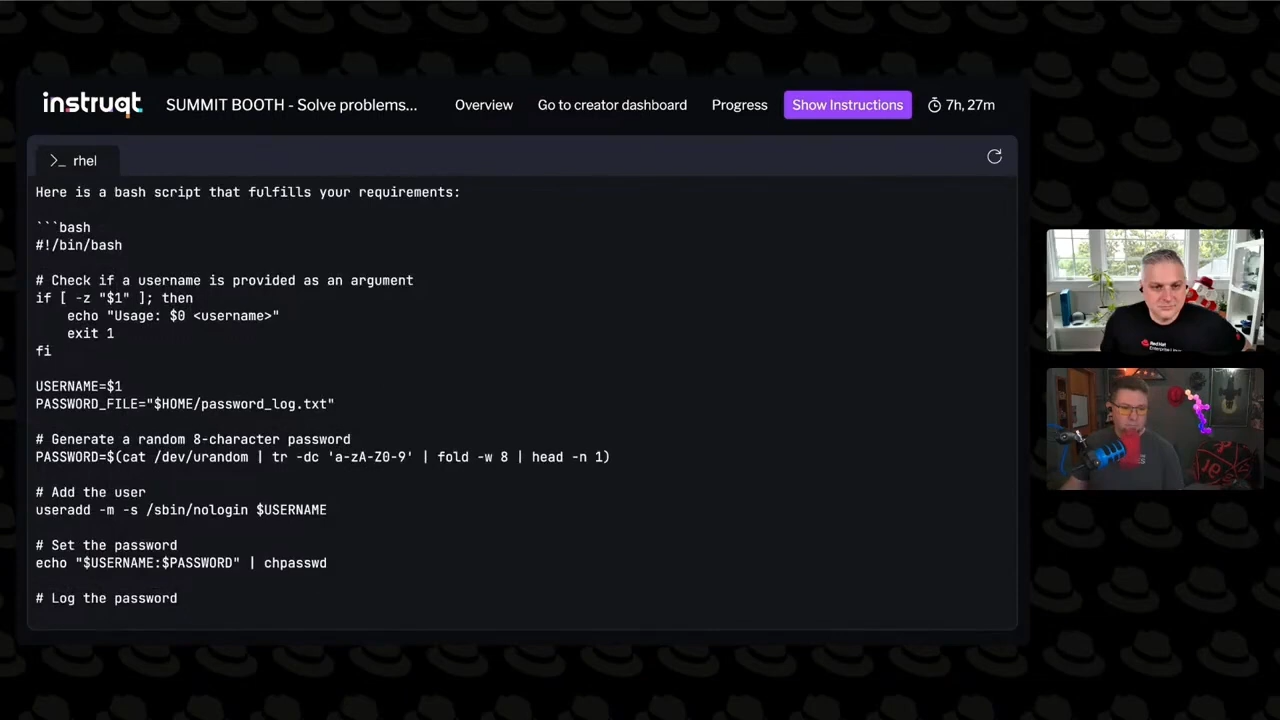 instruqt
SUMMIT BOOTH - Solve problems...
Overview
Go to creator dashboard
Progress
Show Instructions
7h, 27m
>_ rhel
Here is a bash script that fulfills your requirements:
```bash
#!/bin/bash
# Check if a username is provided as an argument
if [ -z "$1" ]; then
    echo "Usage: $0 <username>"
    exit 1
fi
USERNAME=$1
PASSWORD_FILE="$HOME/password_log.txt"
# Generate a random 8-character password
PASSWORD=$(cat /dev/urandom | tr -dc 'a-zA-Z0-9' | fold -w 8 | head -n 1)
# Add the user
useradd -m -s /sbin/nologin $USERNAME
# Set the password
echo "$USERNAME:$PASSWORD" | chpasswd
# Log the password
Red Hat